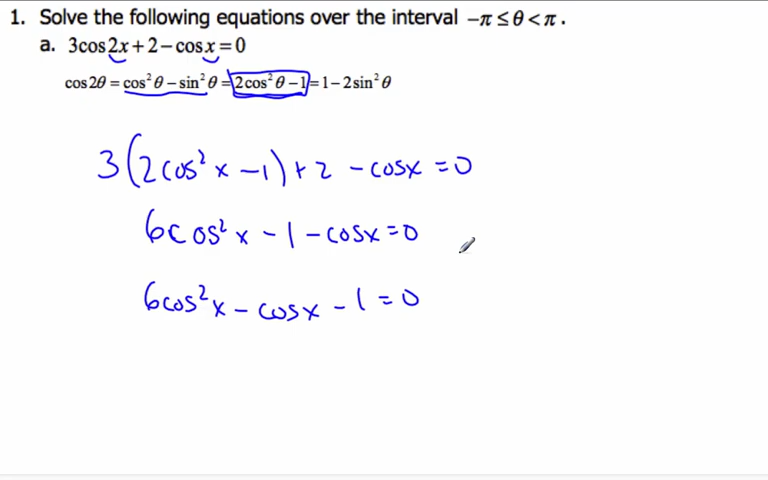 1. Solve the following equations over the interval −π ≤ θ < π.
a. 3cos2x + 2 − cosx = 0
cos2θ = cos²θ − sin²θ = 2cos²θ − 1 = 1 − 2sin²θ
3(2cos²x − 1) + 2 − cosx = 0
6cos²x − 1 − cosx = 0
6cos²x − cosx − 1 = 0